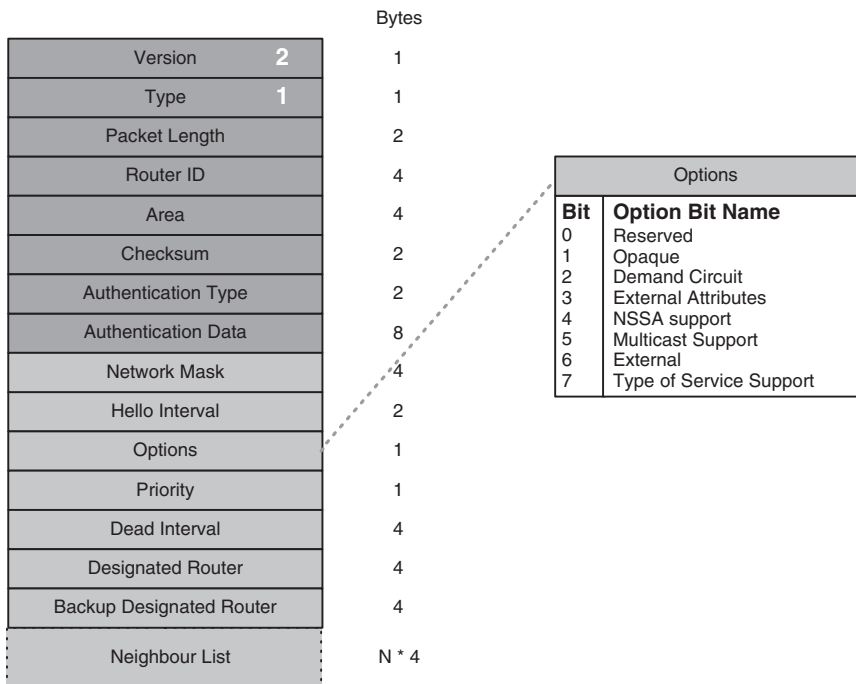 Bytes
Version 2 1
Type 1 1
Packet Length 2
Router ID 4
Area 4
Checksum 2
Authentication Type 2
Authentication Data 8
Network Mask 4
Hello Interval 2
Options 1
Priority 1
Dead Interval 4
Designated Router 4
Backup Designated Router 4
Neighbour List N * 4
Options
Bit Option Bit Name
0 Reserved
1 Opaque
2 Demand Circuit
3 External Attributes
4 NSSA support
5 Multicast Support
6 External
7 Type of Service Support